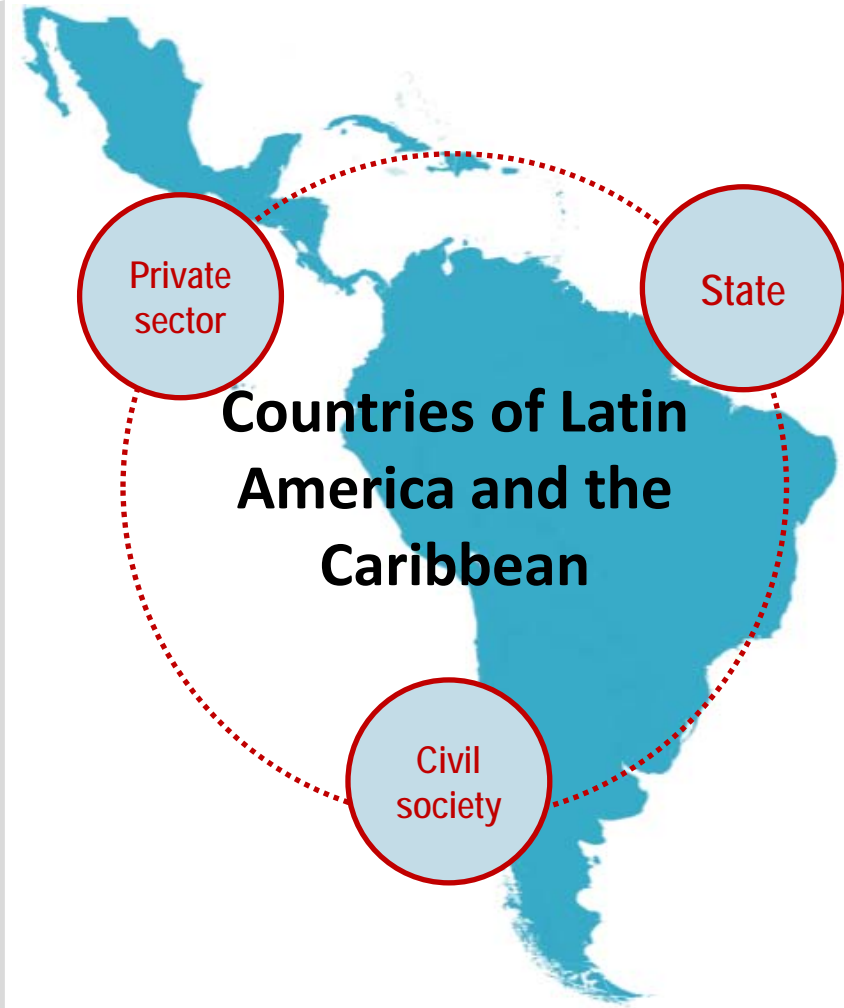 Private
sector
State
Countries of Latin
America and the
Caribbean
Civil
society